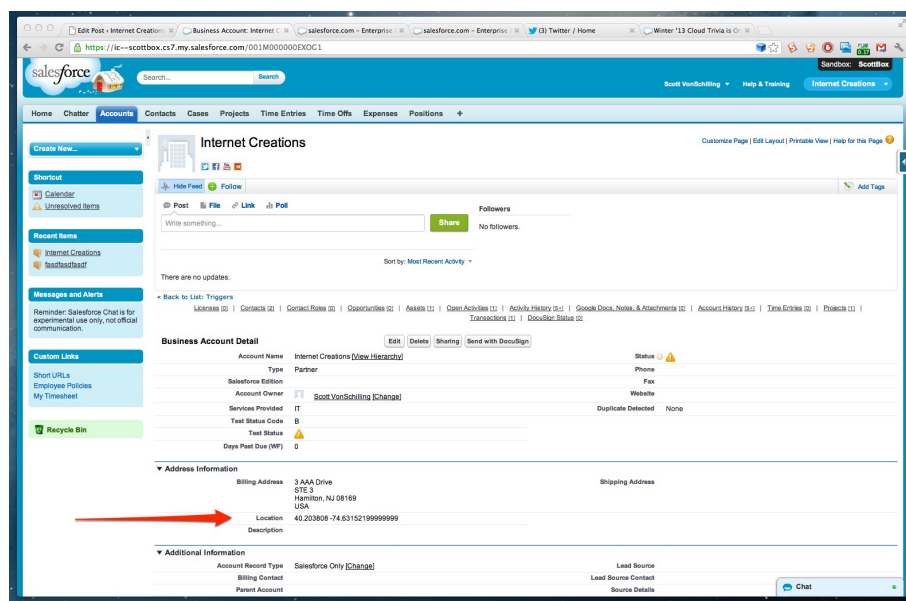 Edit Post ‹ Internet Creations
Business Account: Internet C
salesforce.com - Enterprise
salesforce.com - Enterprise
(3) Twitter / Home
Winter '13 Cloud Trivia is O
https://ic--scottbox.cs7.my.salesforce.com/001M000000EXOC1
Sandbox: ScottBox
salesforce
Search...
Search
Scott VonSchilling
Help & Training
Internet Creations
Home Chatter Accounts Contacts Cases Projects Time Entries Time Offs Expenses Positions +
Create New...
Internet Creations
Customize Page | Edit Layout | Printable View | Help for this Page
Shortcut
Calendar
Unresolved Items
Hide Feed Follow
Add Tags
Post File Link Poll
Write something...
Share
Followers
No followers.
Recent Items
Internet Creations
fasdfasdfasdf
Sort by: Most Recent Activity
There are no updates.
Messages and Alerts
Reminder: Salesforce Chat is for
experimental use only, not official
communication.
« Back to List: Triggers
Licenses [0] | Contacts [2] | Contact Roles [0] | Opportunities [0] | Assets [1] | Open Activities [1] | Activity History [5+] | Google Docs, Notes, & Attachments [0] | Account History [5+] | Time Entries [0] | Projects [1] |
Transactions [1] | DocuSign Status [0]
Business Account Detail
Edit Delete Sharing Send with DocuSign
Custom Links
Short URLs
Employee Policies
My Timesheet
Recycle Bin
Account Name Internet Creations [View Hierarchy]
Status
Type Partner
Phone
Salesforce Edition
Fax
Account Owner Scott VonSchilling [Change]
Website
Services Provided IT
Duplicate Detected None
Test Status Code B
Test Status
Days Past Due (WF) 0
Address Information
Billing Address 3 AAA Drive
STE 3
Hamilton, NJ 08169
USA
Shipping Address
Location 40.203808 -74.63152199999999
Description
Additional Information
Account Record Type Salesforce Only [Change]
Lead Source
Billing Contact
Lead Source Contact
Parent Account
Source Details
Chat